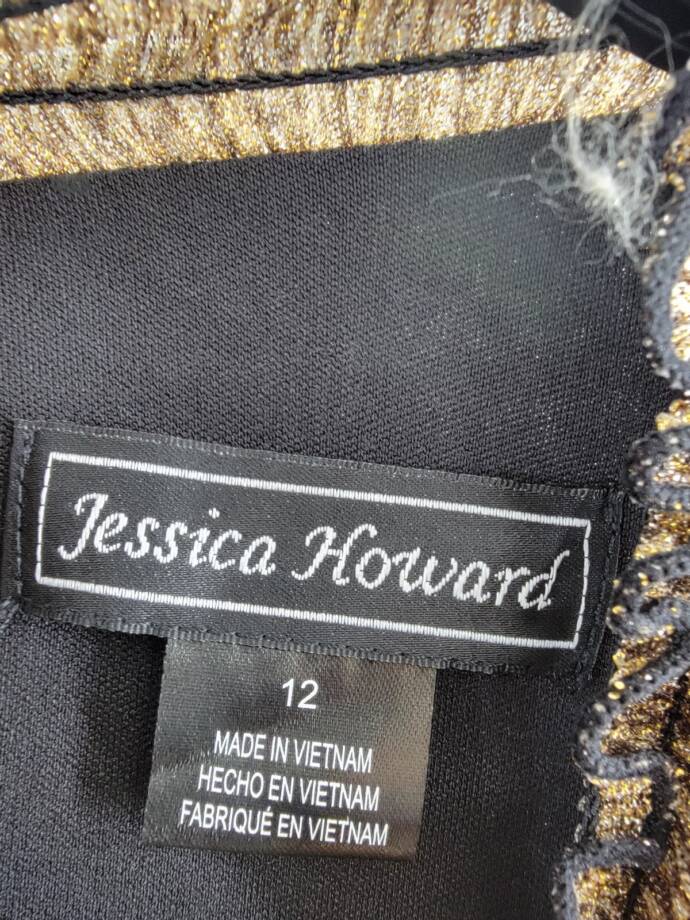 Jessica Howard
12
MADE IN VIETNAM
HECHO EN VIETNAM
FABRIQUÉ EN VIETNAM